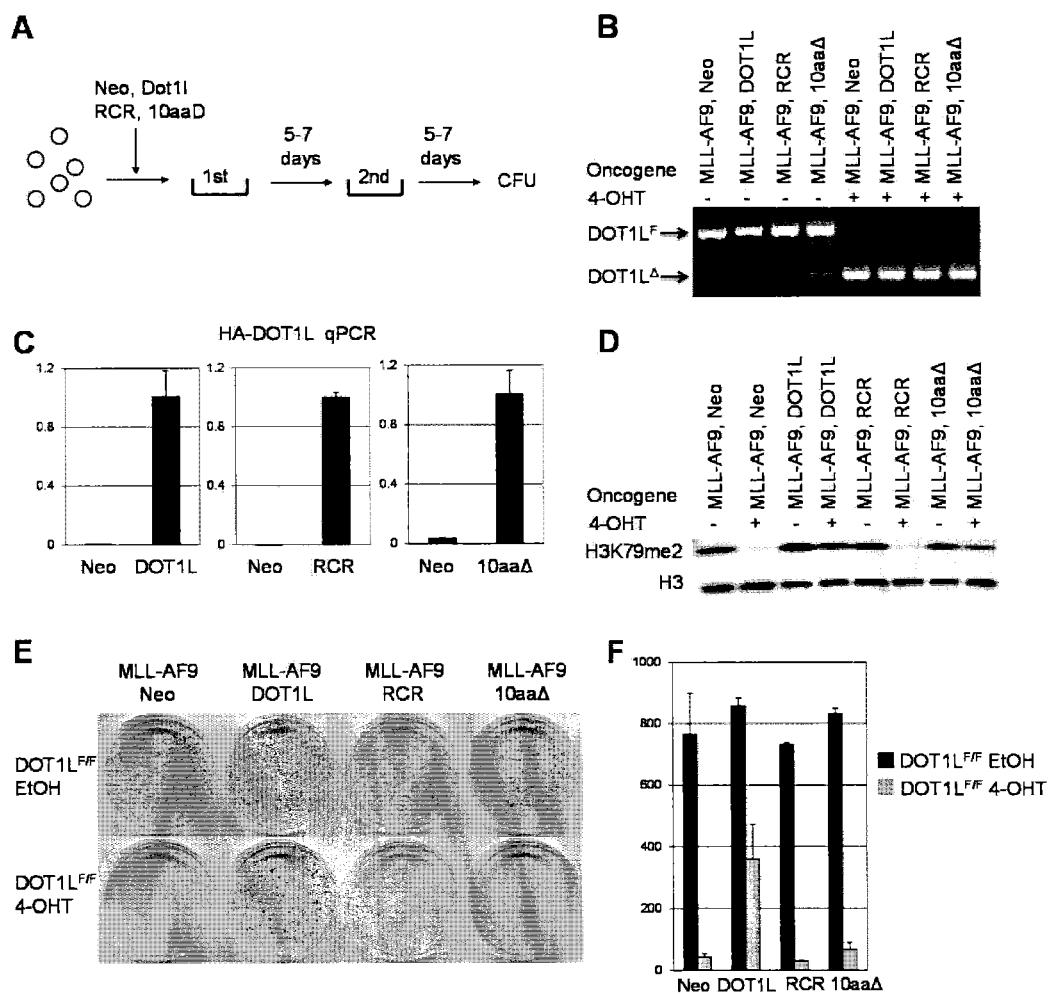 A
Neo, Dot1l
RCR, 10aaD
1st
5-7
days
2nd
5-7
days
CFU
B
MLL-AF9, Neo
MLL-AF9, DOT1L
MLL-AF9, RCR
MLL-AF9, 10aaΔ
MLL-AF9, Neo
MLL-AF9, DOT1L
MLL-AF9, RCR
MLL-AF9, 10aaΔ
Oncogene
4-OHT - - - - + + + +
DOT1L^F
DOT1L^Δ
C
HA-DOT1L qPCR
1.2
0.8
0.4
0
Neo DOT1L
1.2
0.8
0.4
0
Neo RCR
1.2
0.8
0.4
0
Neo 10aaΔ
D
MLL-AF9, Neo
MLL-AF9, Neo
MLL-AF9, DOT1L
MLL-AF9, DOT1L
MLL-AF9, RCR
MLL-AF9, RCR
MLL-AF9, 10aaΔ
MLL-AF9, 10aaΔ
Oncogene
4-OHT - + - + - + - +
H3K79me2
H3
E
MLL-AF9 MLL-AF9 MLL-AF9 MLL-AF9
Neo DOT1L RCR 10aaΔ
DOT1L^F/F
EtOH
DOT1L^F/F
4-OHT
F
1000
800
600
400
200
0
Neo DOT1L RCR 10aaΔ
DOT1L^F/F EtOH
DOT1L^F/F 4-OHT